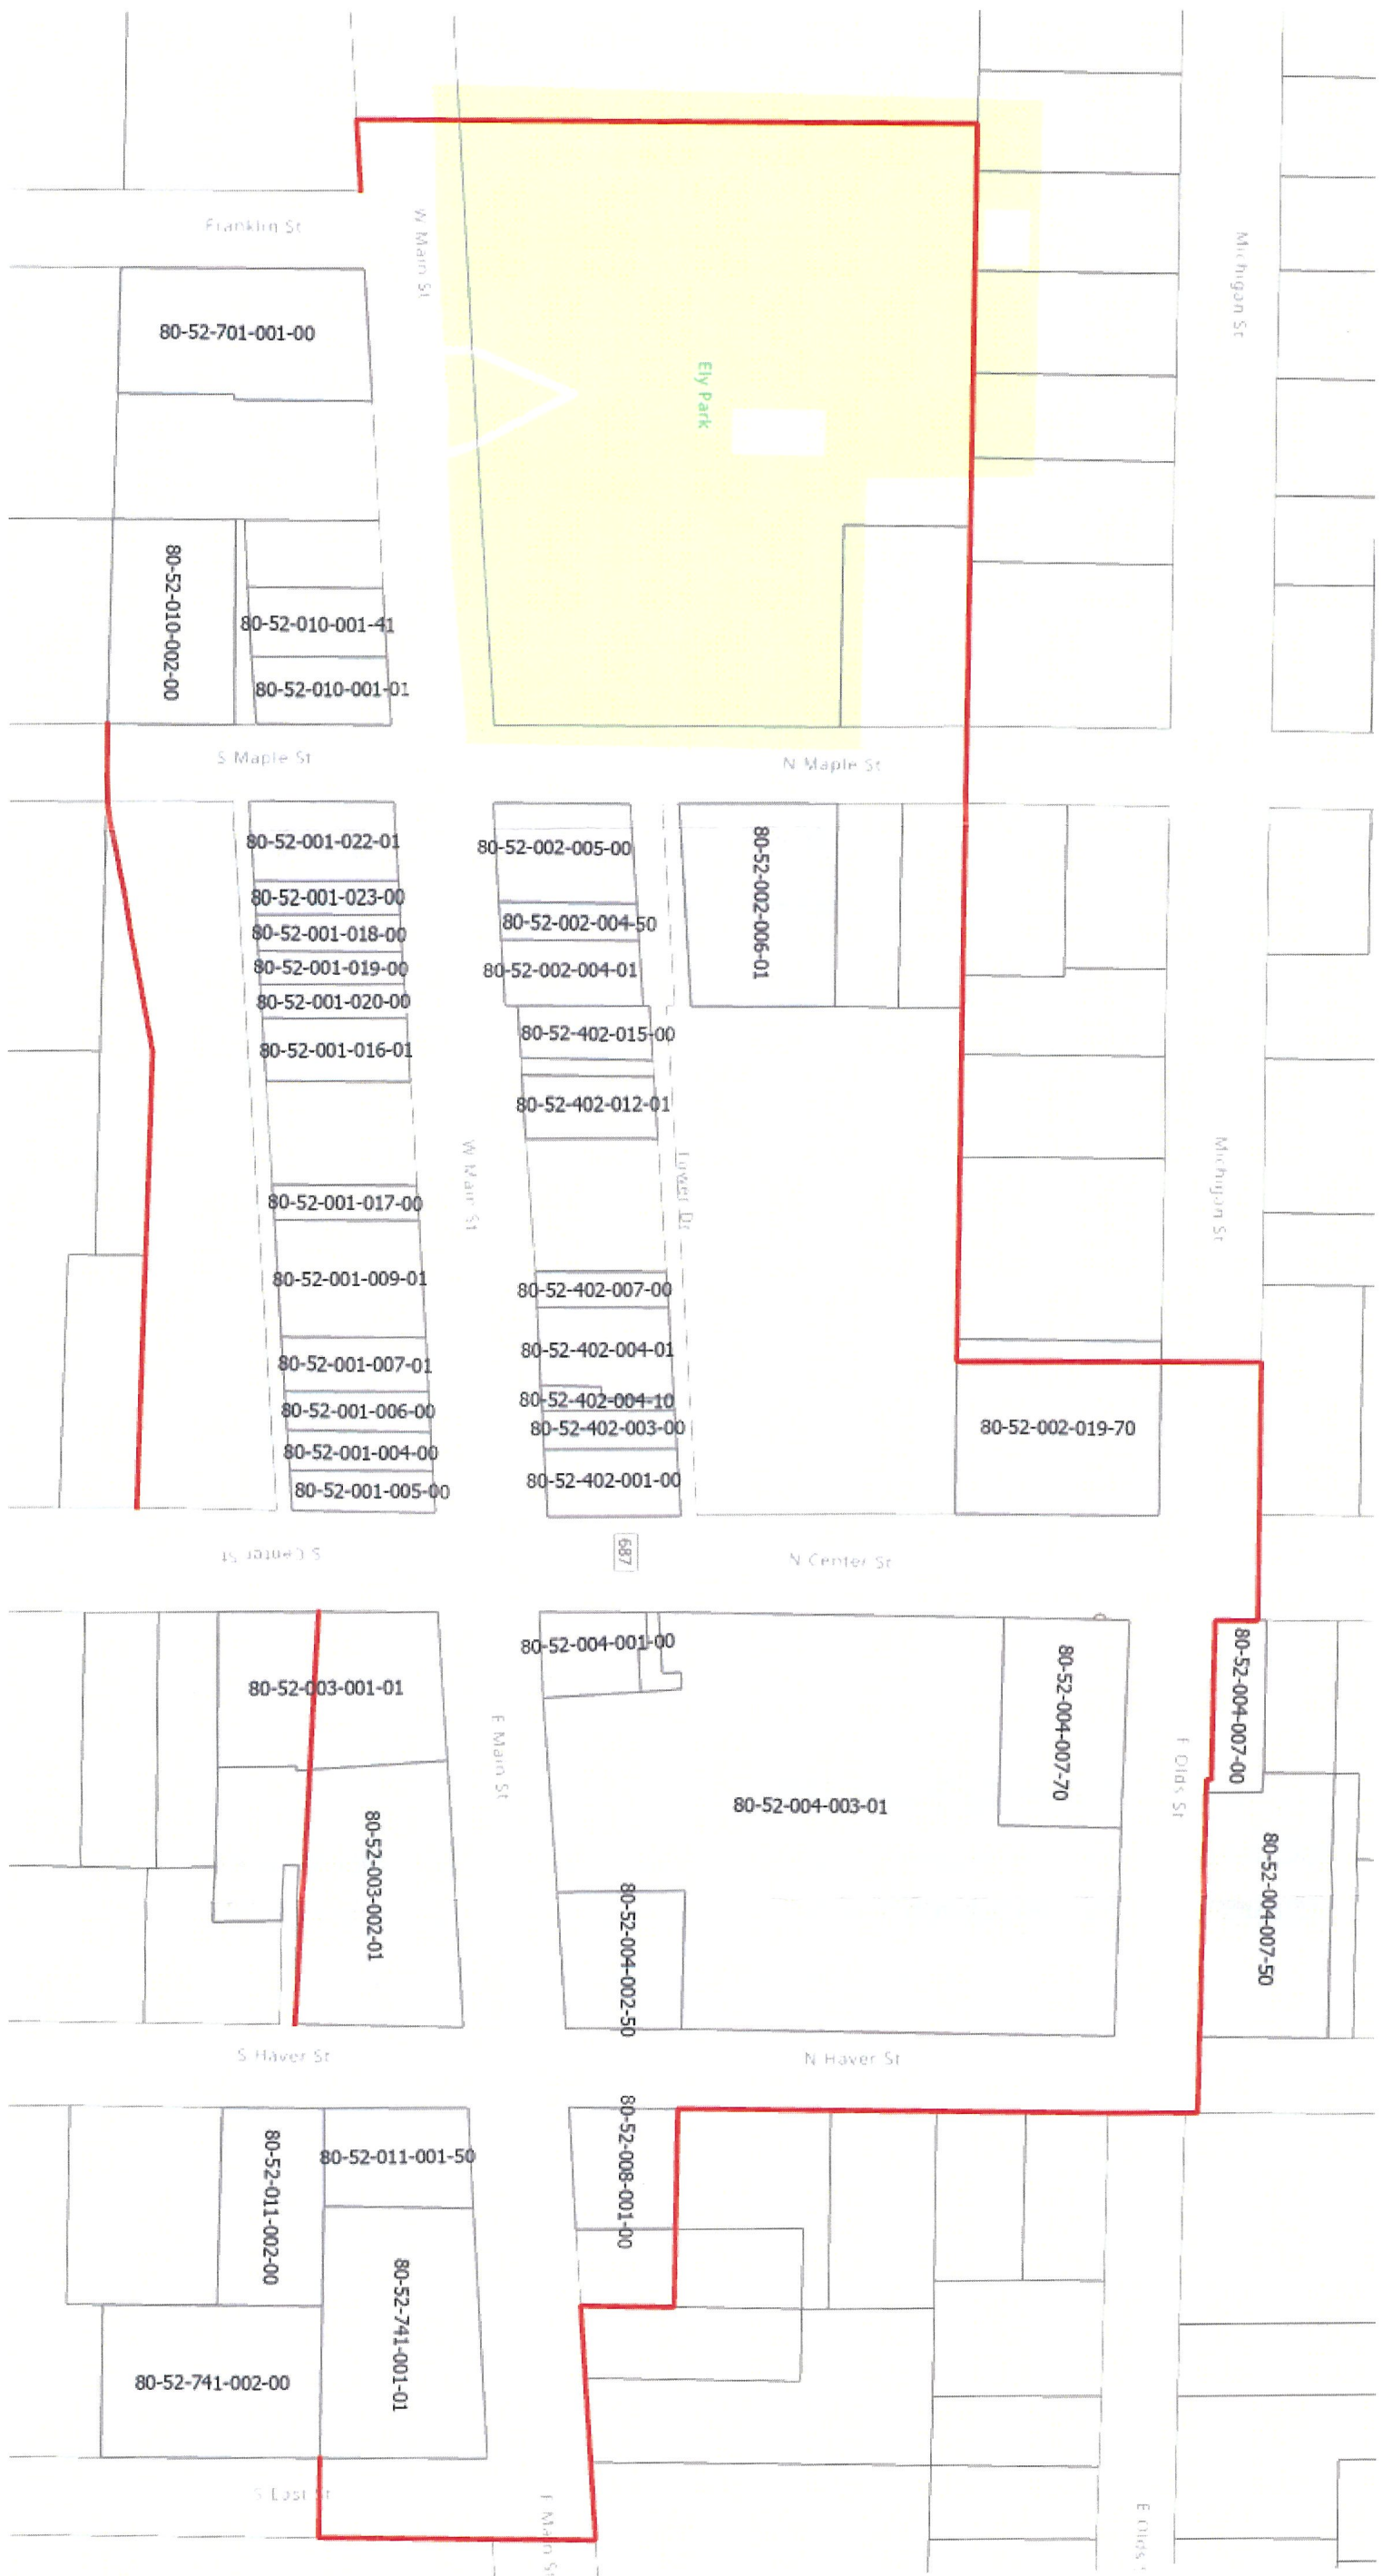 Franklin St
W Main St
Michigan St
80-52-701-001-00
Ely Park
80-52-010-002-00
80-52-010-001-41
80-52-010-001-01
S Maple St
N Maple St
80-52-001-022-01
80-52-002-005-00
80-52-002-006-01
80-52-001-023-00
80-52-002-004-50
80-52-001-018-00
80-52-001-019-00
80-52-002-004-01
80-52-001-020-00
80-52-402-015-00
80-52-001-016-01
80-52-402-012-01
W Main St
Tower Dr
Michigan St
80-52-001-017-00
80-52-001-009-01
80-52-402-007-00
80-52-402-004-01
80-52-001-007-01
80-52-402-004-10
80-52-001-006-00
80-52-402-003-00
80-52-002-019-70
80-52-001-004-00
80-52-402-001-00
80-52-001-005-00
S Center St
687
N Center St
80-52-004-001-00
80-52-003-001-01
80-52-004-007-70
80-52-004-007-00
E Main St
E Olds St
80-52-004-003-01
80-52-003-002-01
80-52-004-002-50
80-52-004-007-50
S Haver St
N Haver St
80-52-011-001-50
80-52-011-002-00
80-52-008-001-00
80-52-741-001-01
80-52-741-002-00
S East St
E Main St
E Olds